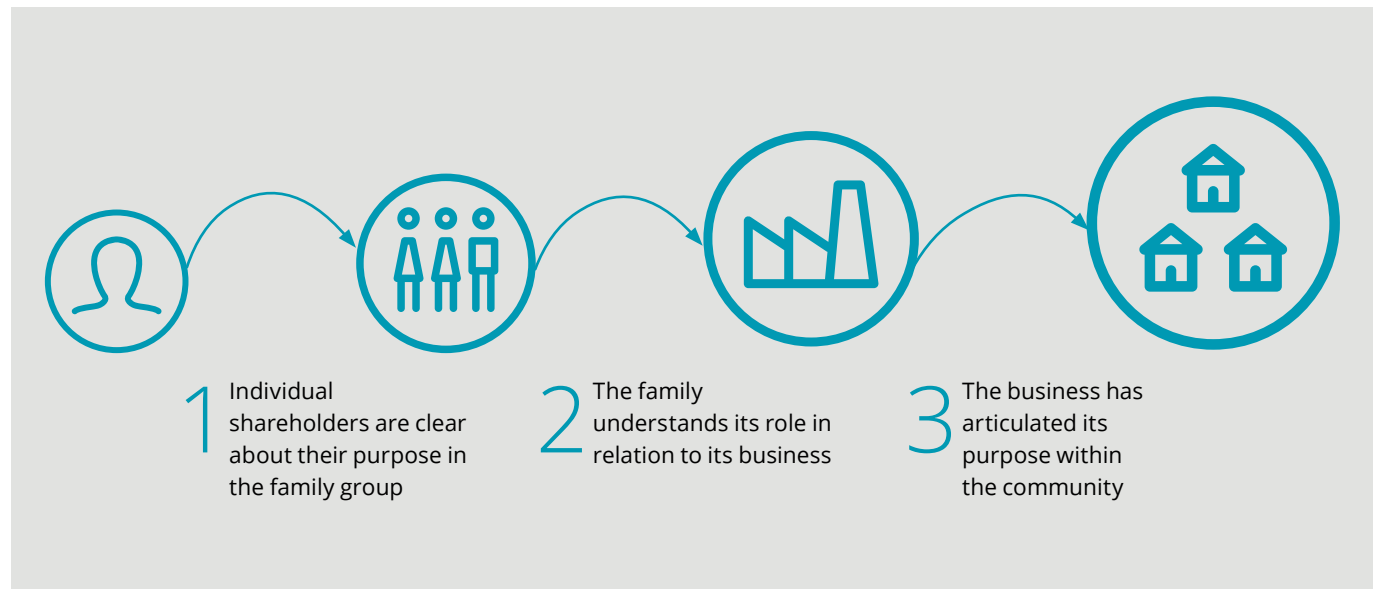 1 Individual
shareholders are clear
about their purpose in
the family group
2 The family
understands its role in
relation to its business
3 The business has
articulated its
purpose within
the community